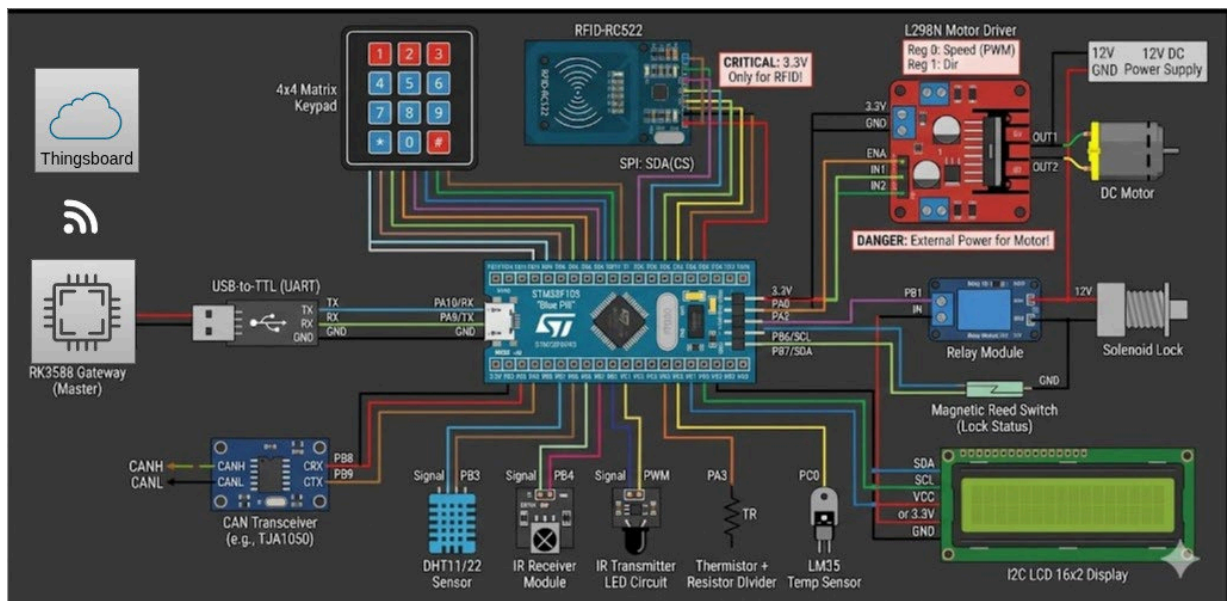 Thingsboard
RK3588 Gateway
(Master)
4x4 Matrix
Keypad
1 2 3
4 5 6
7 8 9
* 0 #
RFID-RC522
RFID-RC522
CRITICAL: 3.3V
Only for RFID!
SPI: SDA(CS)
L298N Motor Driver
Reg 0: Speed (PWM)
Reg 1: Dir
3.3V
GND
ENA
IN1
IN2
OUT1
OUT2
12V
GND
12V DC
Power Supply
DC Motor
DANGER: External Power for Motor!
USB-to-TTL (UART)
TX
RX
GND
TX
RX
GND
PA10/RX
PA9/TX
GND
"Blue Pill"
ST
3.3V
PA0
PA2
PB6/SCL
PB7/SDA
PB1
IN
Relay Module
12V
Solenoid Lock
GND
Magnetic Reed Switch
(Lock Status)
CANH
CANL
CANH
CANL
CRX
CTX
PB8
PB9
CAN Transceiver
(e.g., TJA1050)
Signal
PB3
DHT11/22
Sensor
Signal
PB4
IR Receiver
Module
Signal
PWM
IR Transmitter
LED Circuit
PA3
TR
Thermistor +
Resistor Divider
PC0
LM35
Temp Sensor
SDA
SCL
VCC
or 3.3V
GND
I2C LCD 16x2 Display